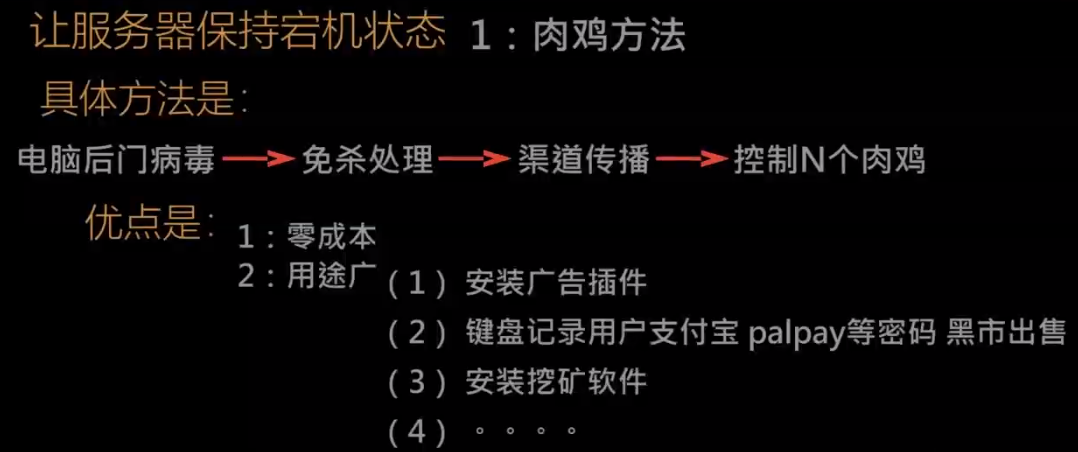 让服务器保持宕机状态 1：肉鸡方法
具体方法是：
电脑后门病毒 免杀处理 渠道传播 控制N个肉鸡
优点是：
1：零成本
2：用途广
（1）安装广告插件
（2）键盘记录用户支付宝 palpay等密码 黑市出售
（3）安装挖矿软件
（4）。。。。